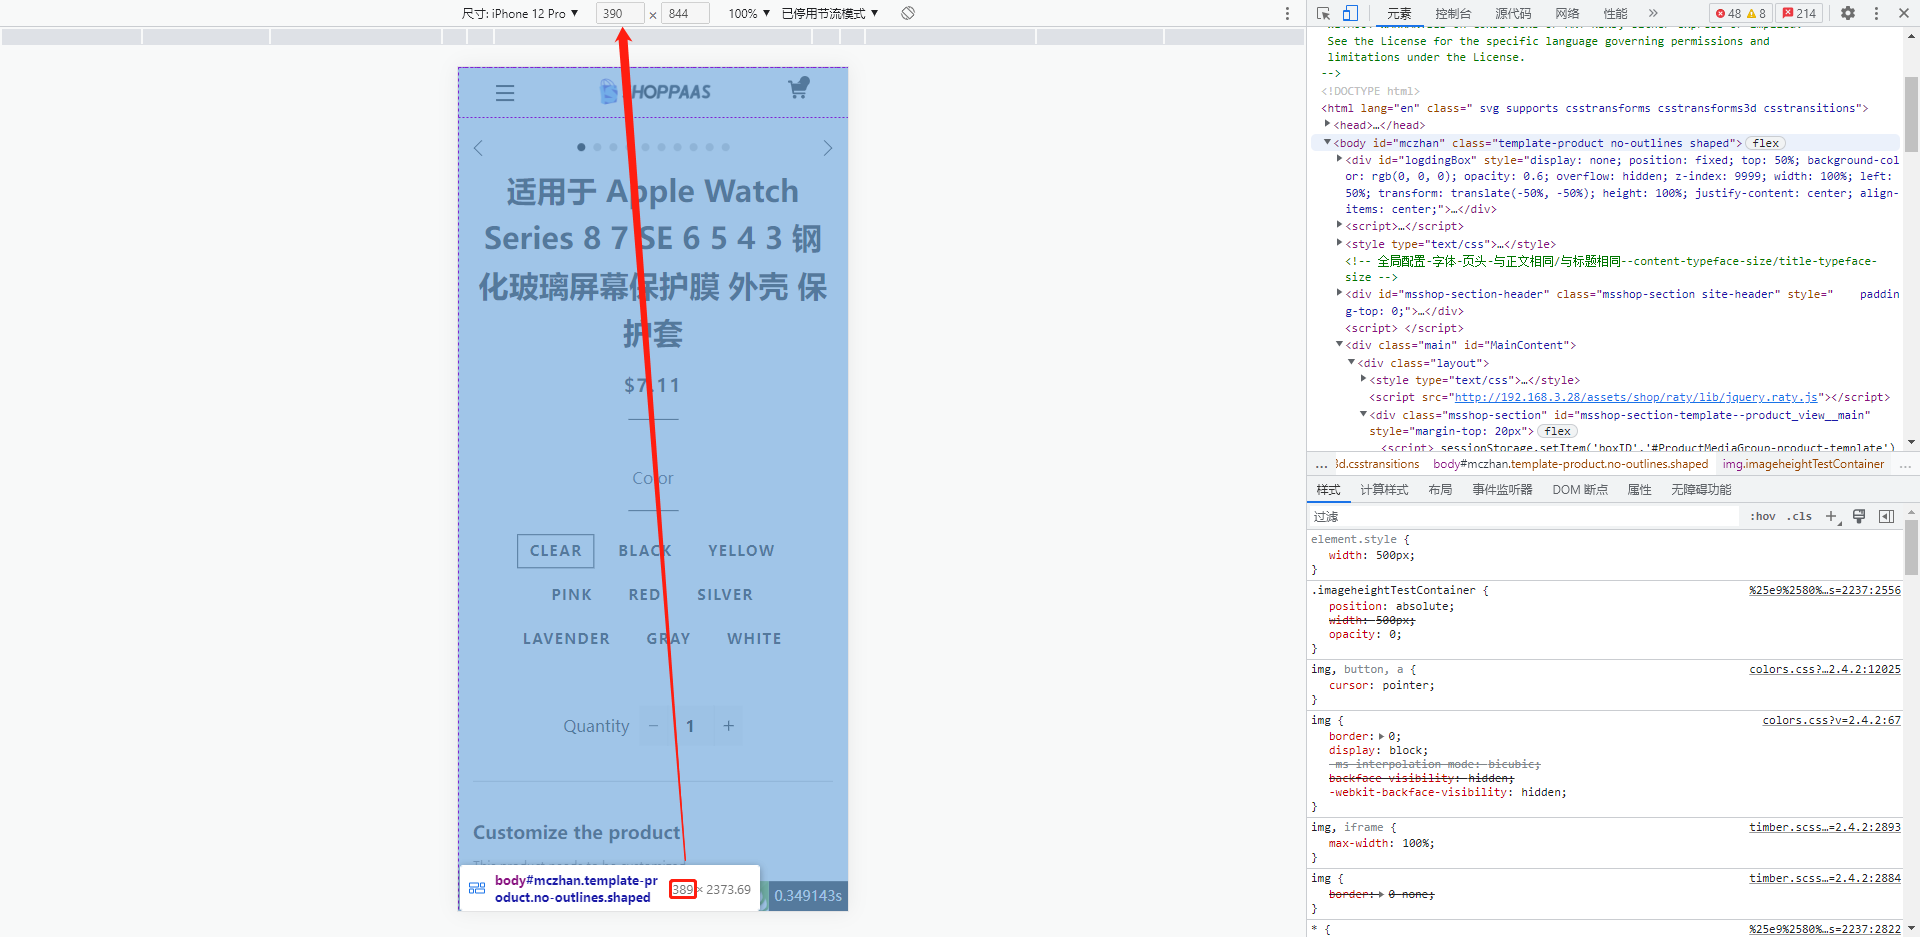 尺寸: iPhone 12 Pro ▼ 390 × 844 100% ▼ 已停用节流模式 ▼
HOPPAAS
适用于 Apple Watch
Series 8 7 SE 6 5 4 3 钢
化玻璃屏幕保护膜 外壳 保
护套
$7.11
Color
CLEAR BLACK YELLOW
PINK RED SILVER
LAVENDER GRAY WHITE
Quantity − 1 +
Customize the product
body#mczhan.template-pr
oduct.no-outlines.shaped
389 × 2373.69
0.349143s
元素 控制台 源代码 网络 性能 » 48 8 214
See the License for the specific language governing permissions and
limitations under the License.
-->
<!DOCTYPE html>
<html lang="en" class=" svg supports csstransforms csstransforms3d csstransitions">
<head>…</head>
<body id="mczhan" class="template-product no-outlines shaped"> flex
<div id="logdingBox" style="display: none; position: fixed; top: 50%; background-col
or: rgb(0, 0, 0); opacity: 0.6; overflow: hidden; z-index: 9999; width: 100%; left:
50%; transform: translate(-50%, -50%); height: 100%; justify-content: center; align-
items: center;">…</div>
<script>…</script>
<style type="text/css">…</style>
<!-- 全局配置-字体-页头-与正文相同/与标题相同--content-typeface-size/title-typeface-
size -->
<div id="msshop-section-header" class="msshop-section site-header" style=" paddin
g-top: 0;">…</div>
<script> </script>
<div class="main" id="MainContent">
<div class="layout">
<style type="text/css">…</style>
<script src="http://192.168.3.28/assets/shop/raty/lib/jquery.raty.js"></script>
<div class="msshop-section" id="msshop-section-template--product_view__main"
style="margin-top: 20px"> flex
<script> sessionStorage.setItem('boxID','#ProductMediaGroup-product-template')
… 3d.csstransitions body#mczhan.template-product.no-outlines.shaped img.imageheightTestContainer …
样式 计算样式 布局 事件监听器 DOM 断点 属性 无障碍功能
过滤 :hov .cls +
element.style {
width: 500px;
}
.imageheightTestContainer { %25e9%2580%…s=2237:2556
position: absolute;
width: 500px;
opacity: 0;
}
img, button, a { colors.css?…2.4.2:12025
cursor: pointer;
}
img { colors.css?v=2.4.2:67
border: 0;
display: block;
-ms-interpolation-mode: bicubic;
backface-visibility: hidden;
-webkit-backface-visibility: hidden;
}
img, iframe { timber.scss…=2.4.2:2893
max-width: 100%;
}
img { timber.scss…=2.4.2:2884
border: 0 none;
}
* { %25e9%2580%…s=2237:2822